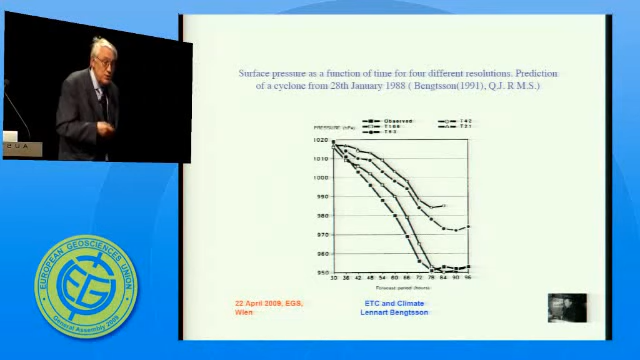 Surface pressure as a function of time for four different resolutions. Prediction
of a cyclone from 28th January 1988 ( Bengtsson(1991), Q.J. R M.S.)
Observed
T42
T21
PRESSURE (hPa)
1020
1010
1000
990
980
970
960
950
30 36 42 48 54 60 66 72 78 84 90 96
Forecast period (hours)
22 April 2009, EGS,
Wien
ETC and Climate
Lennart Bengtsson
EUROPEAN GEOSCIENCES UNION
EGU
General Assembly 2009
EGA